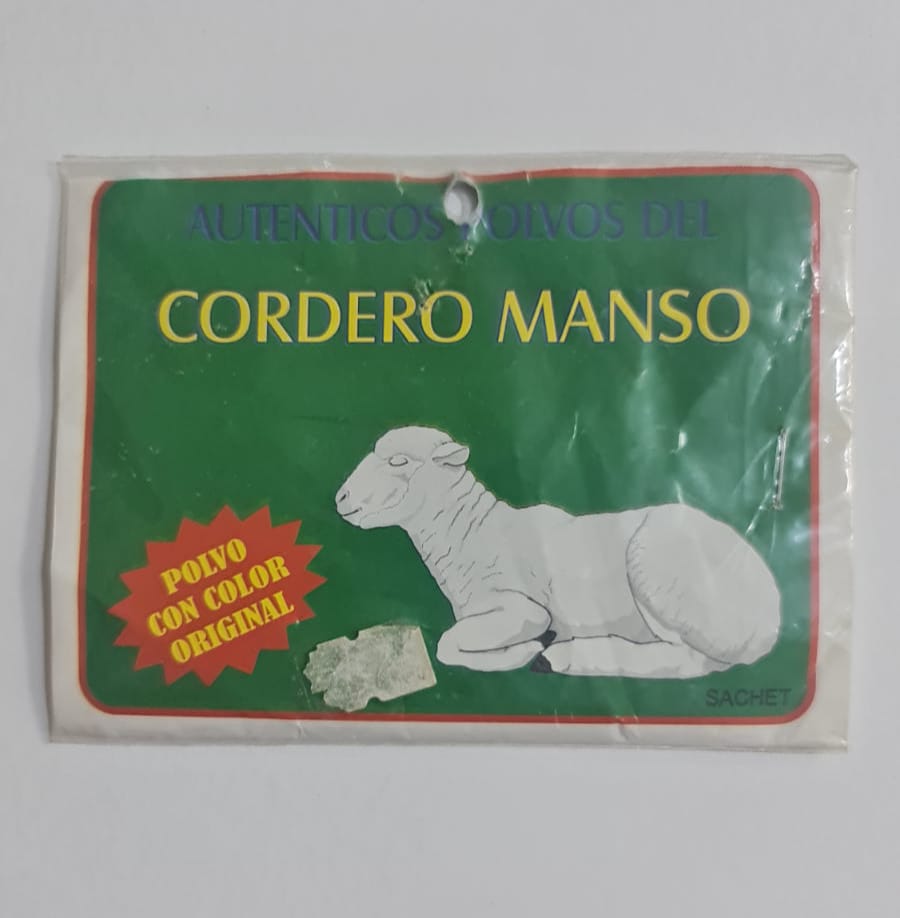 AUTENTICOS POLVOS DEL
CORDERO MANSO
POLVO
CON COLOR
ORIGINAL
SACHET